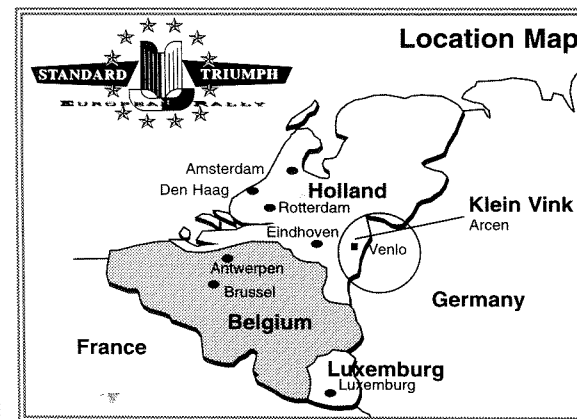 Location Map
STANDARD TRIUMPH
EUROPEAN RALLY
Amsterdam
Den Haag
Holland
Rotterdam
Klein Vink
Arcen
Eindhoven
Venlo
Antwerpen
Brussel
Germany
Belgium
France
Luxemburg
Luxemburg